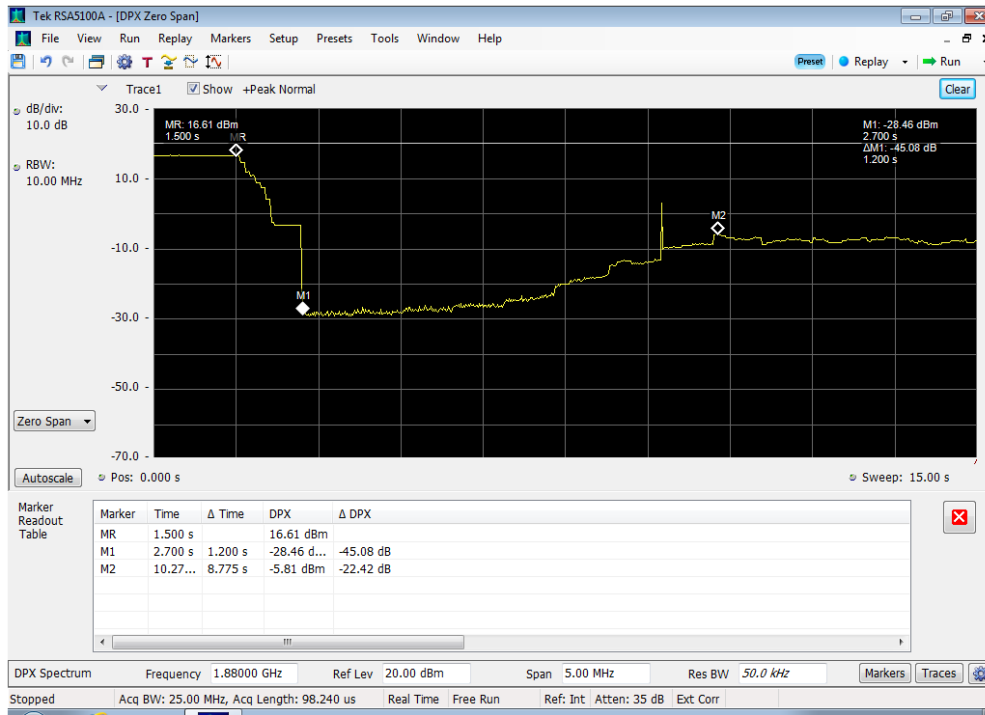 Tek RSA5100A - [DPX Zero Span]
File View Run Replay Markers Setup Presets Tools Window Help
T Preset Replay Run
Trace1 Show +Peak Normal Clear
dB/div:
10.0 dB
RBW:
10.00 MHz
30.0 -
10.0 -
-10.0 -
-30.0 -
-50.0 -
-70.0 -
MR: 16.61 dBm
1.500 s
MR
M1: -28.46 dBm
2.700 s
ΔM1: -45.08 dB
1.200 s
M2
M1
Zero Span
Autoscale Pos: 0.000 s Sweep: 15.00 s
Marker
Readout
Table
Marker Time Δ Time DPX Δ DPX
MR 1.500 s 16.61 dBm
M1 2.700 s 1.200 s -28.46 d... -45.08 dB
M2 10.27... 8.775 s -5.81 dBm -22.42 dB
DPX Spectrum Frequency 1.88000 GHz Ref Lev 20.00 dBm Span 5.00 MHz Res BW 50.0 kHz Markers Traces
Stopped Acq BW: 25.00 MHz, Acq Length: 98.240 us Real Time Free Run Ref: Int Atten: 35 dB Ext Corr